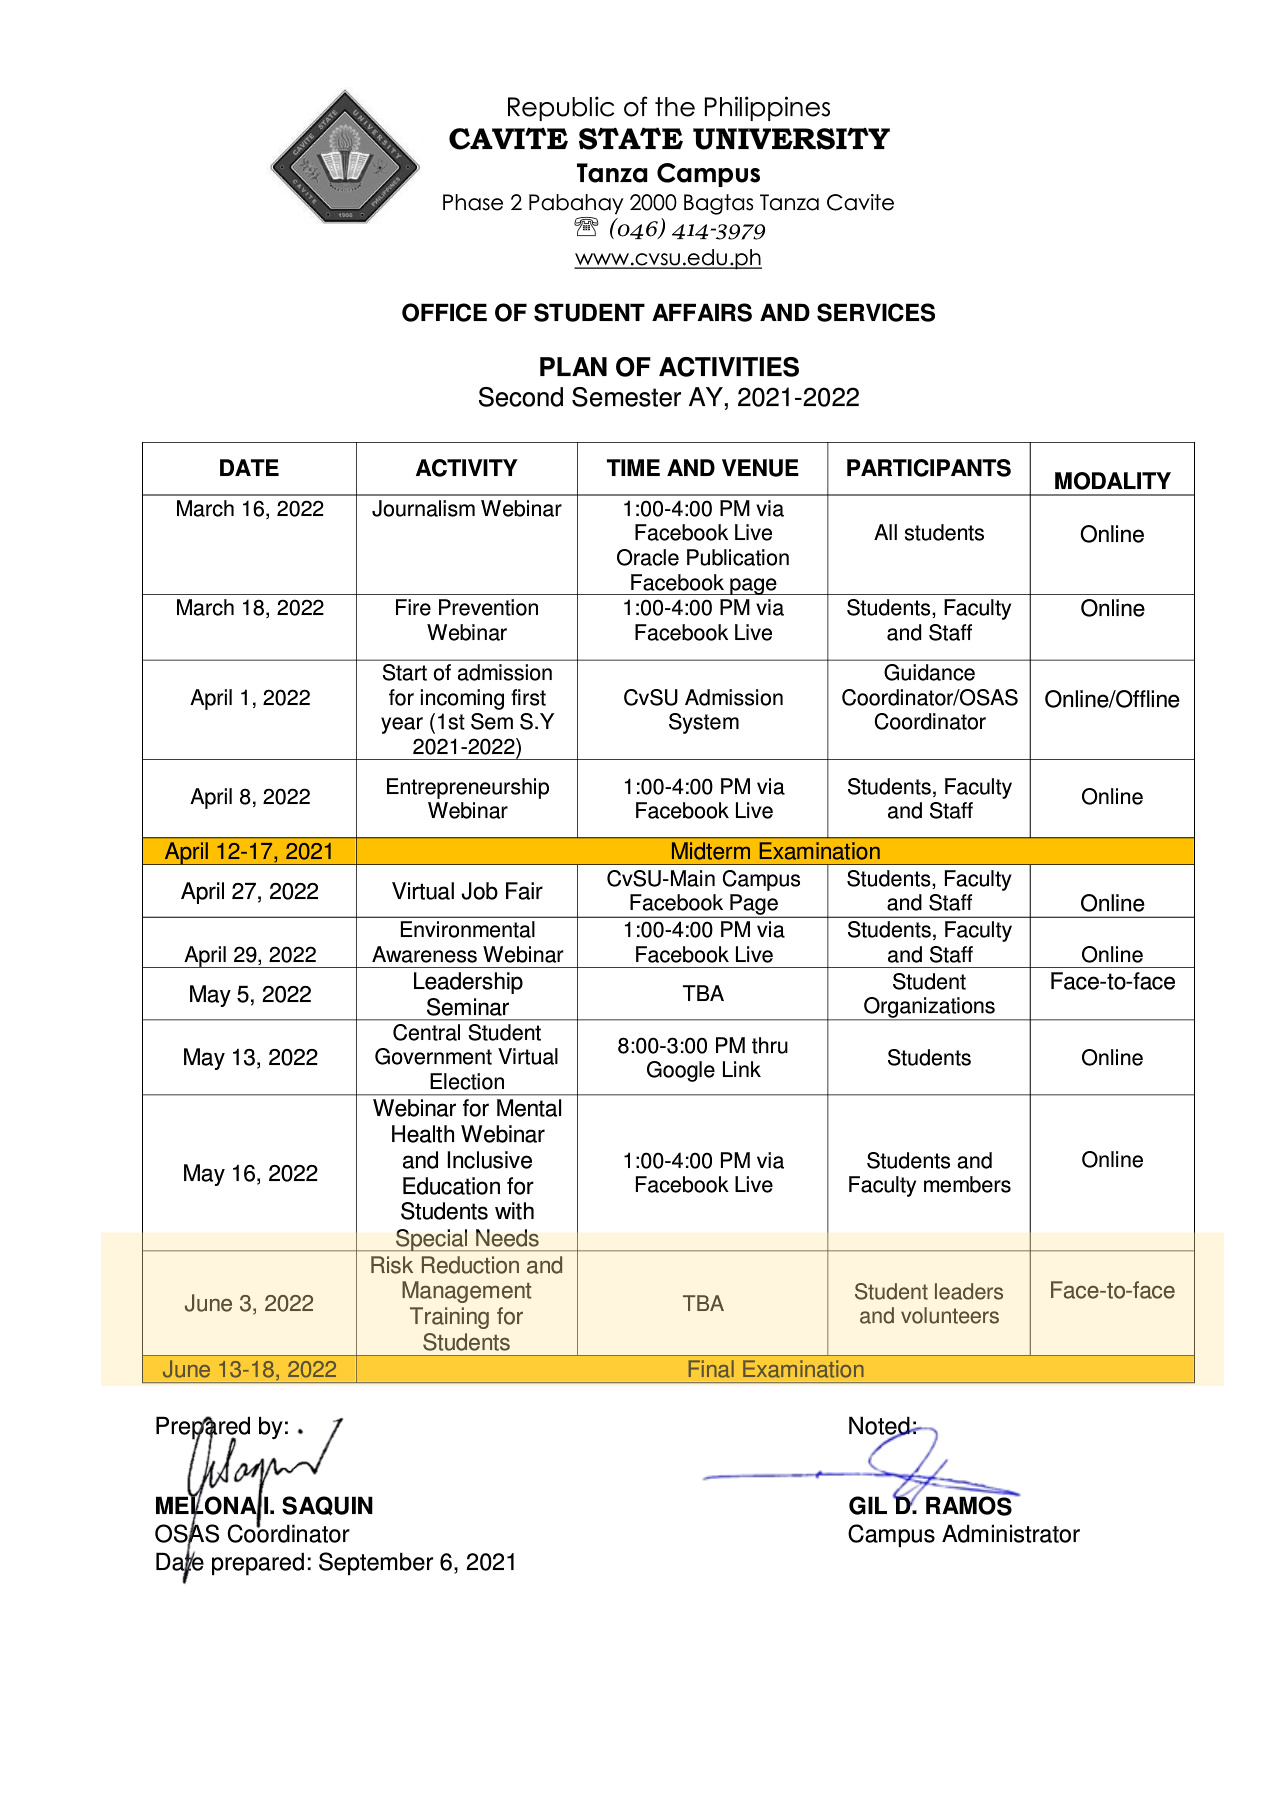 Republic of the Philippines
CAVITE STATE UNIVERSITY
Tanza Campus
Phase 2 Pabahay 2000 Bagtas Tanza Cavite
☏ (046) 414-3979
www.cvsu.edu.ph
CAVITE STATE UNIVERSITY
CAVITE
PHILIPPINES
1906
OFFICE OF STUDENT AFFAIRS AND SERVICES
PLAN OF ACTIVITIES
Second Semester AY, 2021-2022
DATE
ACTIVITY
TIME AND VENUE
PARTICIPANTS
MODALITY
March 16, 2022
Journalism Webinar
1:00-4:00 PM via
Facebook Live
Oracle Publication
Facebook page
All students
Online
March 18, 2022
Fire Prevention
Webinar
1:00-4:00 PM via
Facebook Live
Students, Faculty
and Staff
Online
April 1, 2022
Start of admission
for incoming first
year (1st Sem S.Y
2021-2022)
CvSU Admission
System
Guidance
Coordinator/OSAS
Coordinator
Online/Offline
April 8, 2022
Entrepreneurship
Webinar
1:00-4:00 PM via
Facebook Live
Students, Faculty
and Staff
Online
April 12-17, 2021
Midterm Examination
April 27, 2022
Virtual Job Fair
CvSU-Main Campus
Facebook Page
Students, Faculty
and Staff
Online
April 29, 2022
Environmental
Awareness Webinar
1:00-4:00 PM via
Facebook Live
Students, Faculty
and Staff
Online
May 5, 2022
Leadership
Seminar
TBA
Student
Organizations
Face-to-face
May 13, 2022
Central Student
Government Virtual
Election
8:00-3:00 PM thru
Google Link
Students
Online
May 16, 2022
Webinar for Mental
Health Webinar
and Inclusive
Education for
Students with
Special Needs
1:00-4:00 PM via
Facebook Live
Students and
Faculty members
Online
June 3, 2022
Risk Reduction and
Management
Training for
Students
TBA
Student leaders
and volunteers
Face-to-face
June 13-18, 2022
Final Examination
Prepared by:
MELONA I. SAQUIN
OSAS Coordinator
Date prepared: September 6, 2021
Noted:
GIL D. RAMOS
Campus Administrator